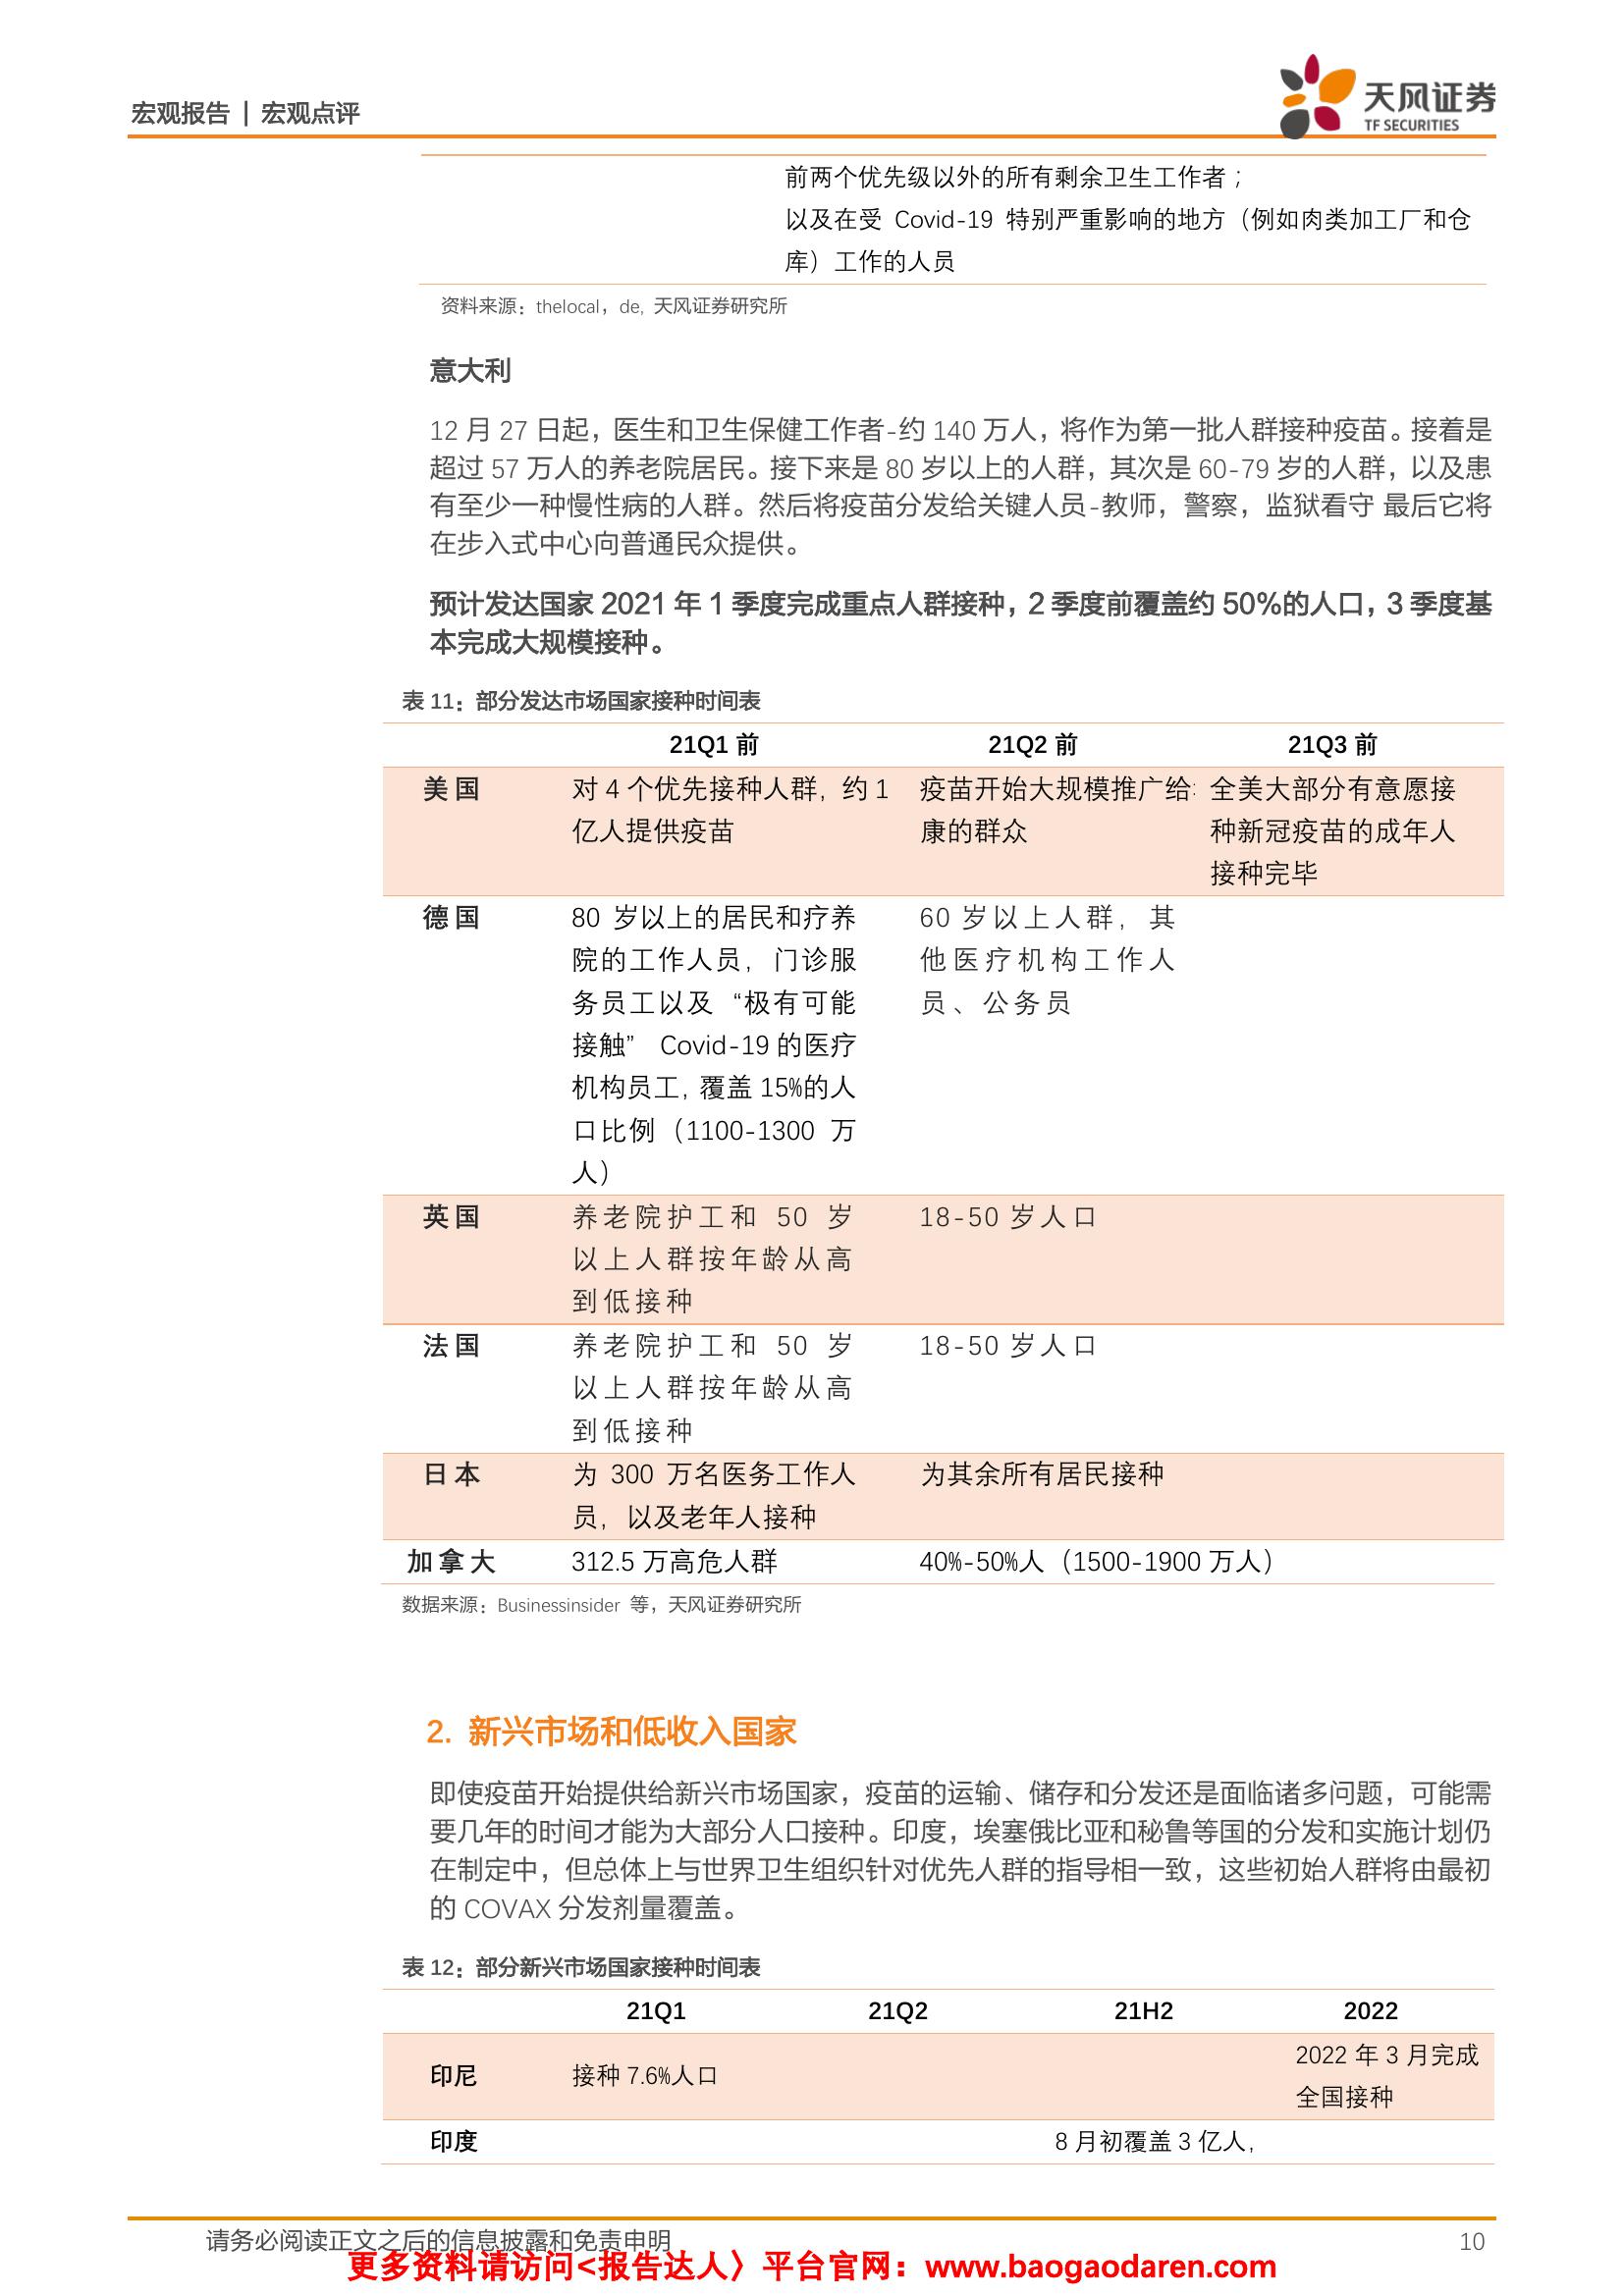 宏观报告 | 宏观点评
天风证券
TF SECURITIES
前两个优先级以外的所有剩余卫生工作者；
以及在受 Covid-19 特别严重影响的地方（例如肉类加工厂和仓
库）工作的人员
资料来源：thelocal，de, 天风证券研究所
意大利
12 月 27 日起，医生和卫生保健工作者-约 140 万人，将作为第一批人群接种疫苗。接着是
超过 57 万人的养老院居民。接下来是 80 岁以上的人群，其次是 60-79 岁的人群，以及患
有至少一种慢性病的人群。然后将疫苗分发给关键人员-教师，警察，监狱看守 最后它将
在步入式中心向普通民众提供。
预计发达国家 2021 年 1 季度完成重点人群接种，2 季度前覆盖约 50%的人口，3 季度基
本完成大规模接种。
表 11：部分发达市场国家接种时间表
21Q1 前 21Q2 前 21Q3 前
美国 对 4 个优先接种人群，约 1 疫苗开始大规模推广给 全美大部分有意愿接
亿人提供疫苗 康的群众 种新冠疫苗的成年人
接种完毕
德国 80 岁以上的居民和疗养 60 岁以上人群，其
院的工作人员，门诊服 他医疗机构工作人
务员工以及 “极有可能 员、公务员
接触” Covid-19 的医疗
机构员工, 覆盖 15%的人
口比例（1100-1300 万
人）
英国 养老院护工和 50 岁 18-50 岁人口
以上人群按年龄从高
到低接种
法国 养老院护工和 50 岁 18-50 岁人口
以上人群按年龄从高
到低接种
日本 为 300 万名医务工作人 为其余所有居民接种
员，以及老年人接种
加拿大 312.5 万高危人群 40%-50%人（1500-1900 万人）
数据来源：Businessinsider 等，天风证券研究所
2. 新兴市场和低收入国家
即使疫苗开始提供给新兴市场国家，疫苗的运输、储存和分发还是面临诸多问题，可能需
要几年的时间才能为大部分人口接种。印度，埃塞俄比亚和秘鲁等国的分发和实施计划仍
在制定中，但总体上与世界卫生组织针对优先人群的指导相一致，这些初始人群将由最初
的 COVAX 分发剂量覆盖。
表 12：部分新兴市场国家接种时间表
21Q1 21Q2 21H2 2022
印尼 接种 7.6%人口 2022 年 3 月完成
全国接种
印度 8 月初覆盖 3 亿人，
请务必阅读正文之后的信息披露和免责申明 10
更多资料请访问<报告达人〉平台官网：www.baogaodaren.com